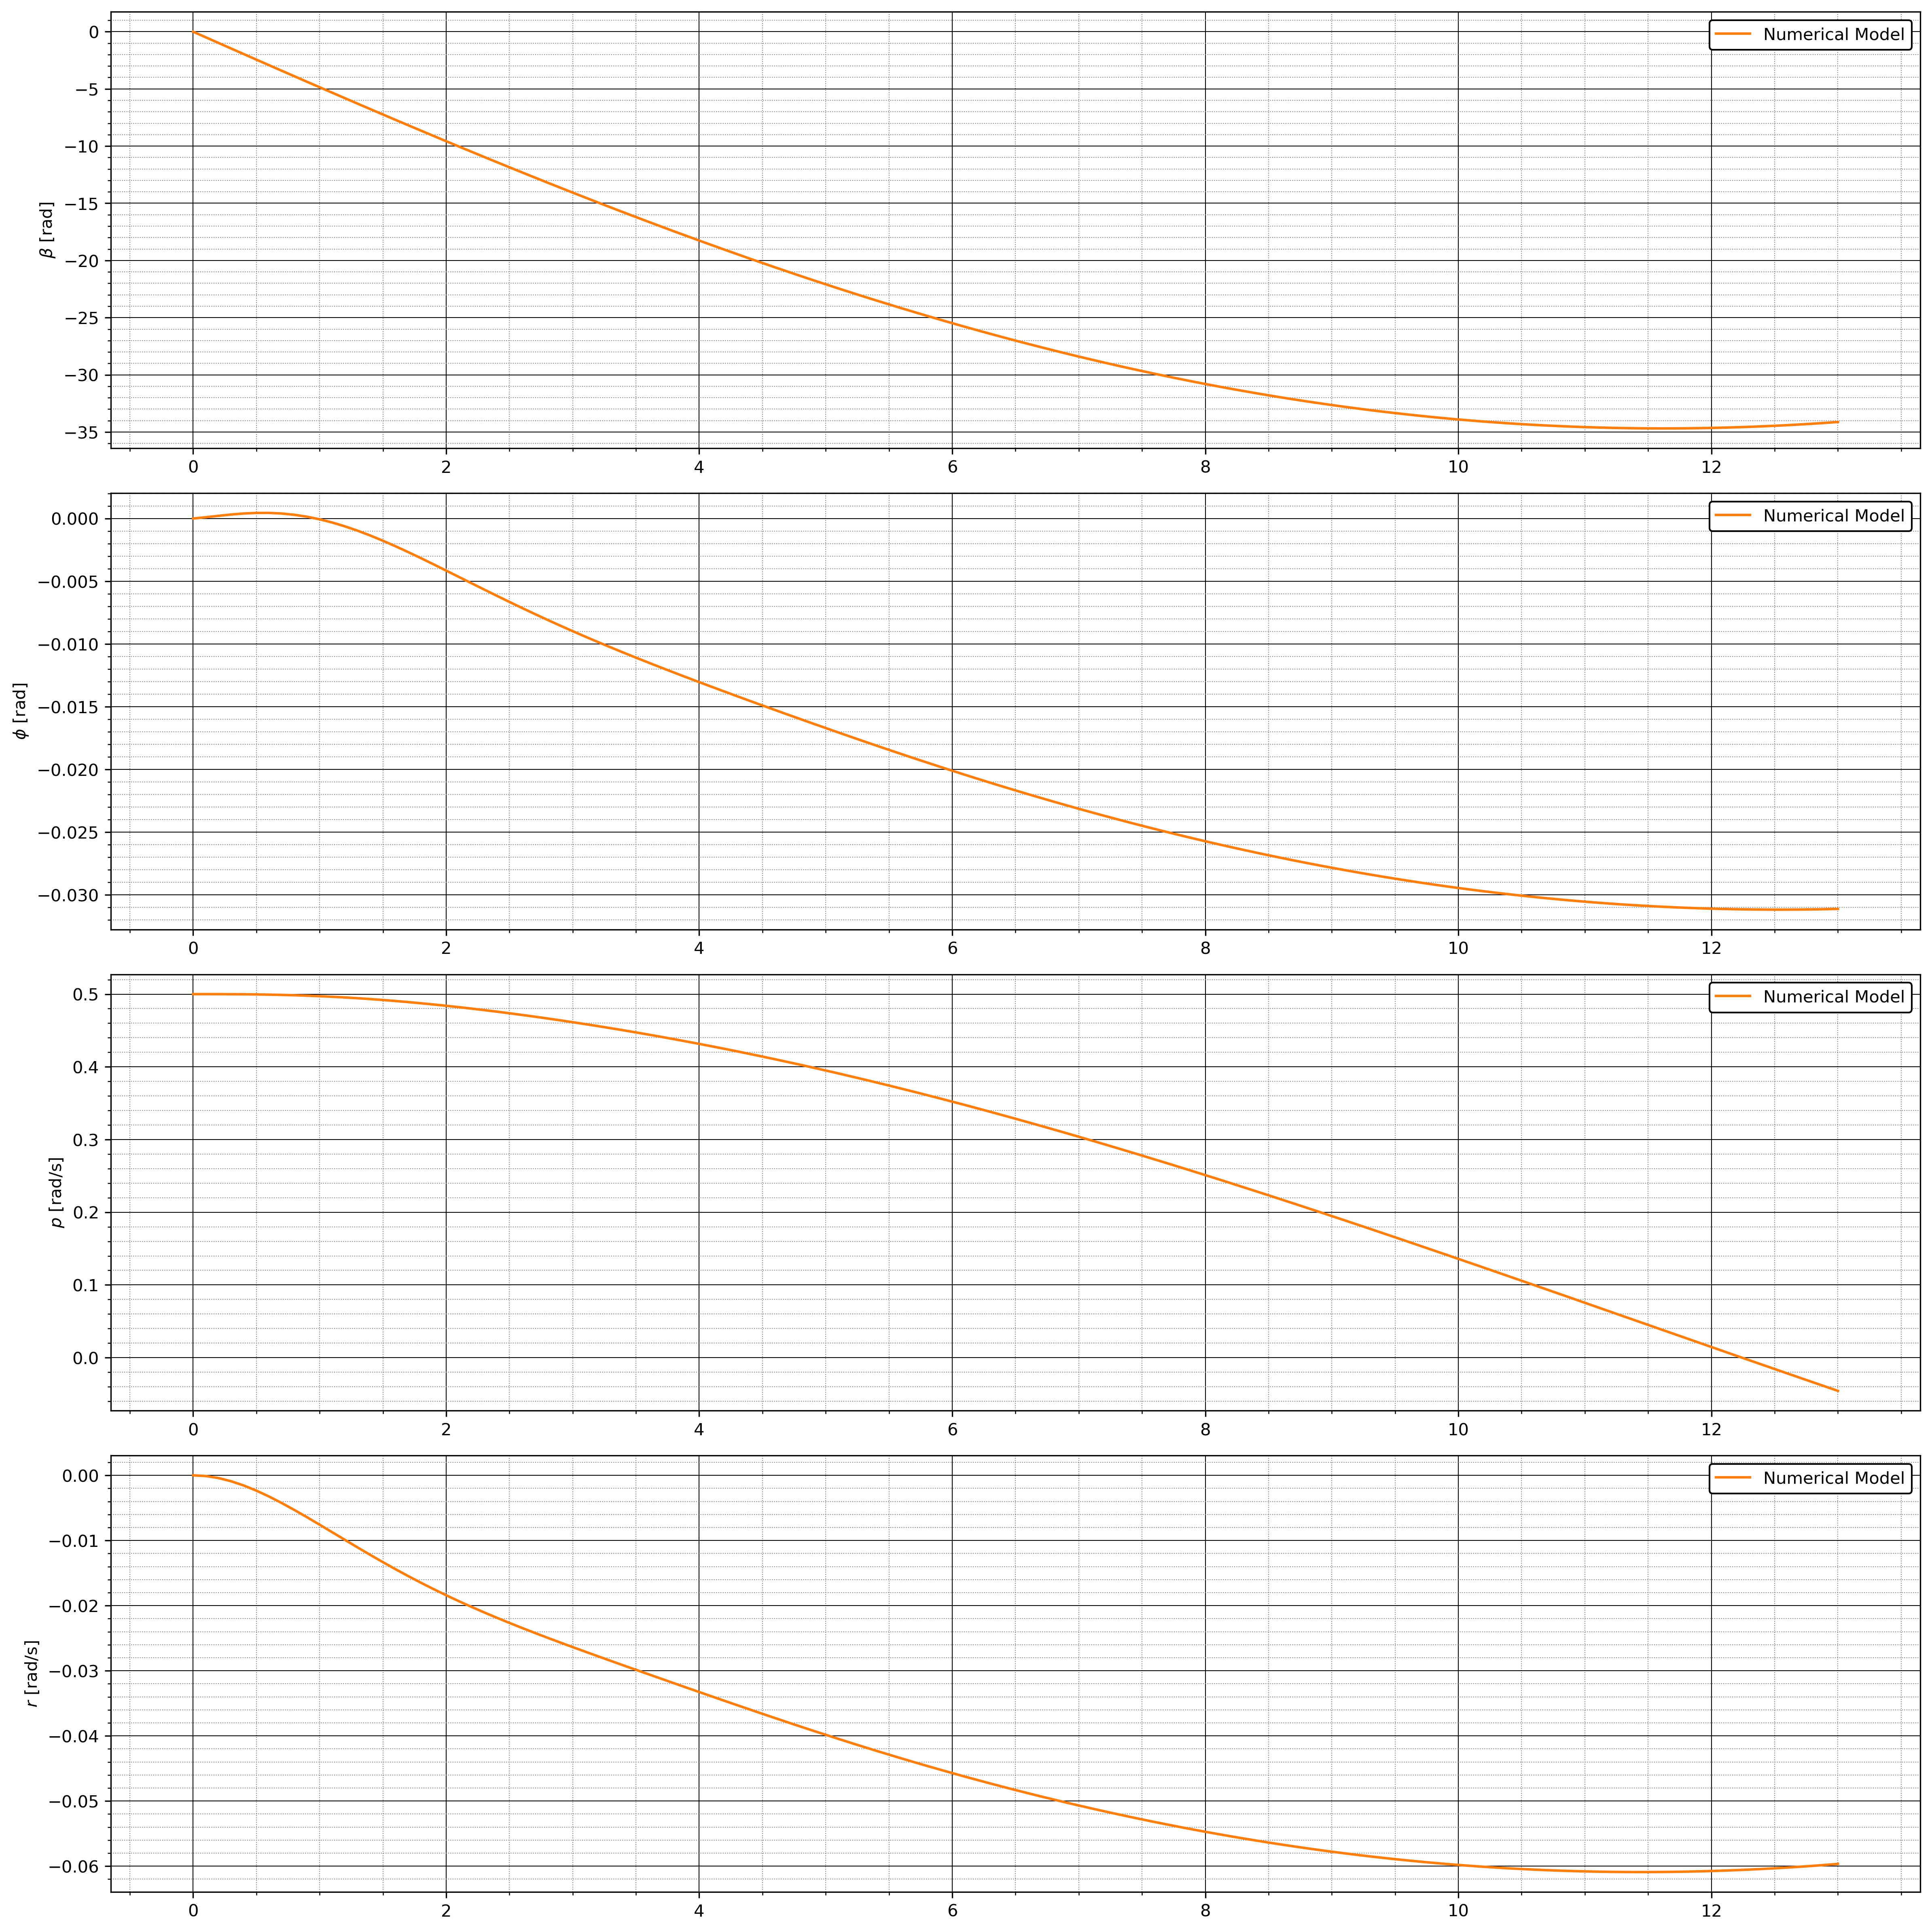 0
−5
−10
−15
−20
−25
−30
−35
β [rad]
Numerical Model
0 2 4 6 8 10 12
0.000
−0.005
−0.010
−0.015
−0.020
−0.025
−0.030
ϕ [rad]
Numerical Model
0 2 4 6 8 10 12
0.5
0.4
0.3
0.2
0.1
0.0
p [rad/s]
Numerical Model
0 2 4 6 8 10 12
0.00
−0.01
−0.02
−0.03
−0.04
−0.05
−0.06
r [rad/s]
Numerical Model
0 2 4 6 8 10 12